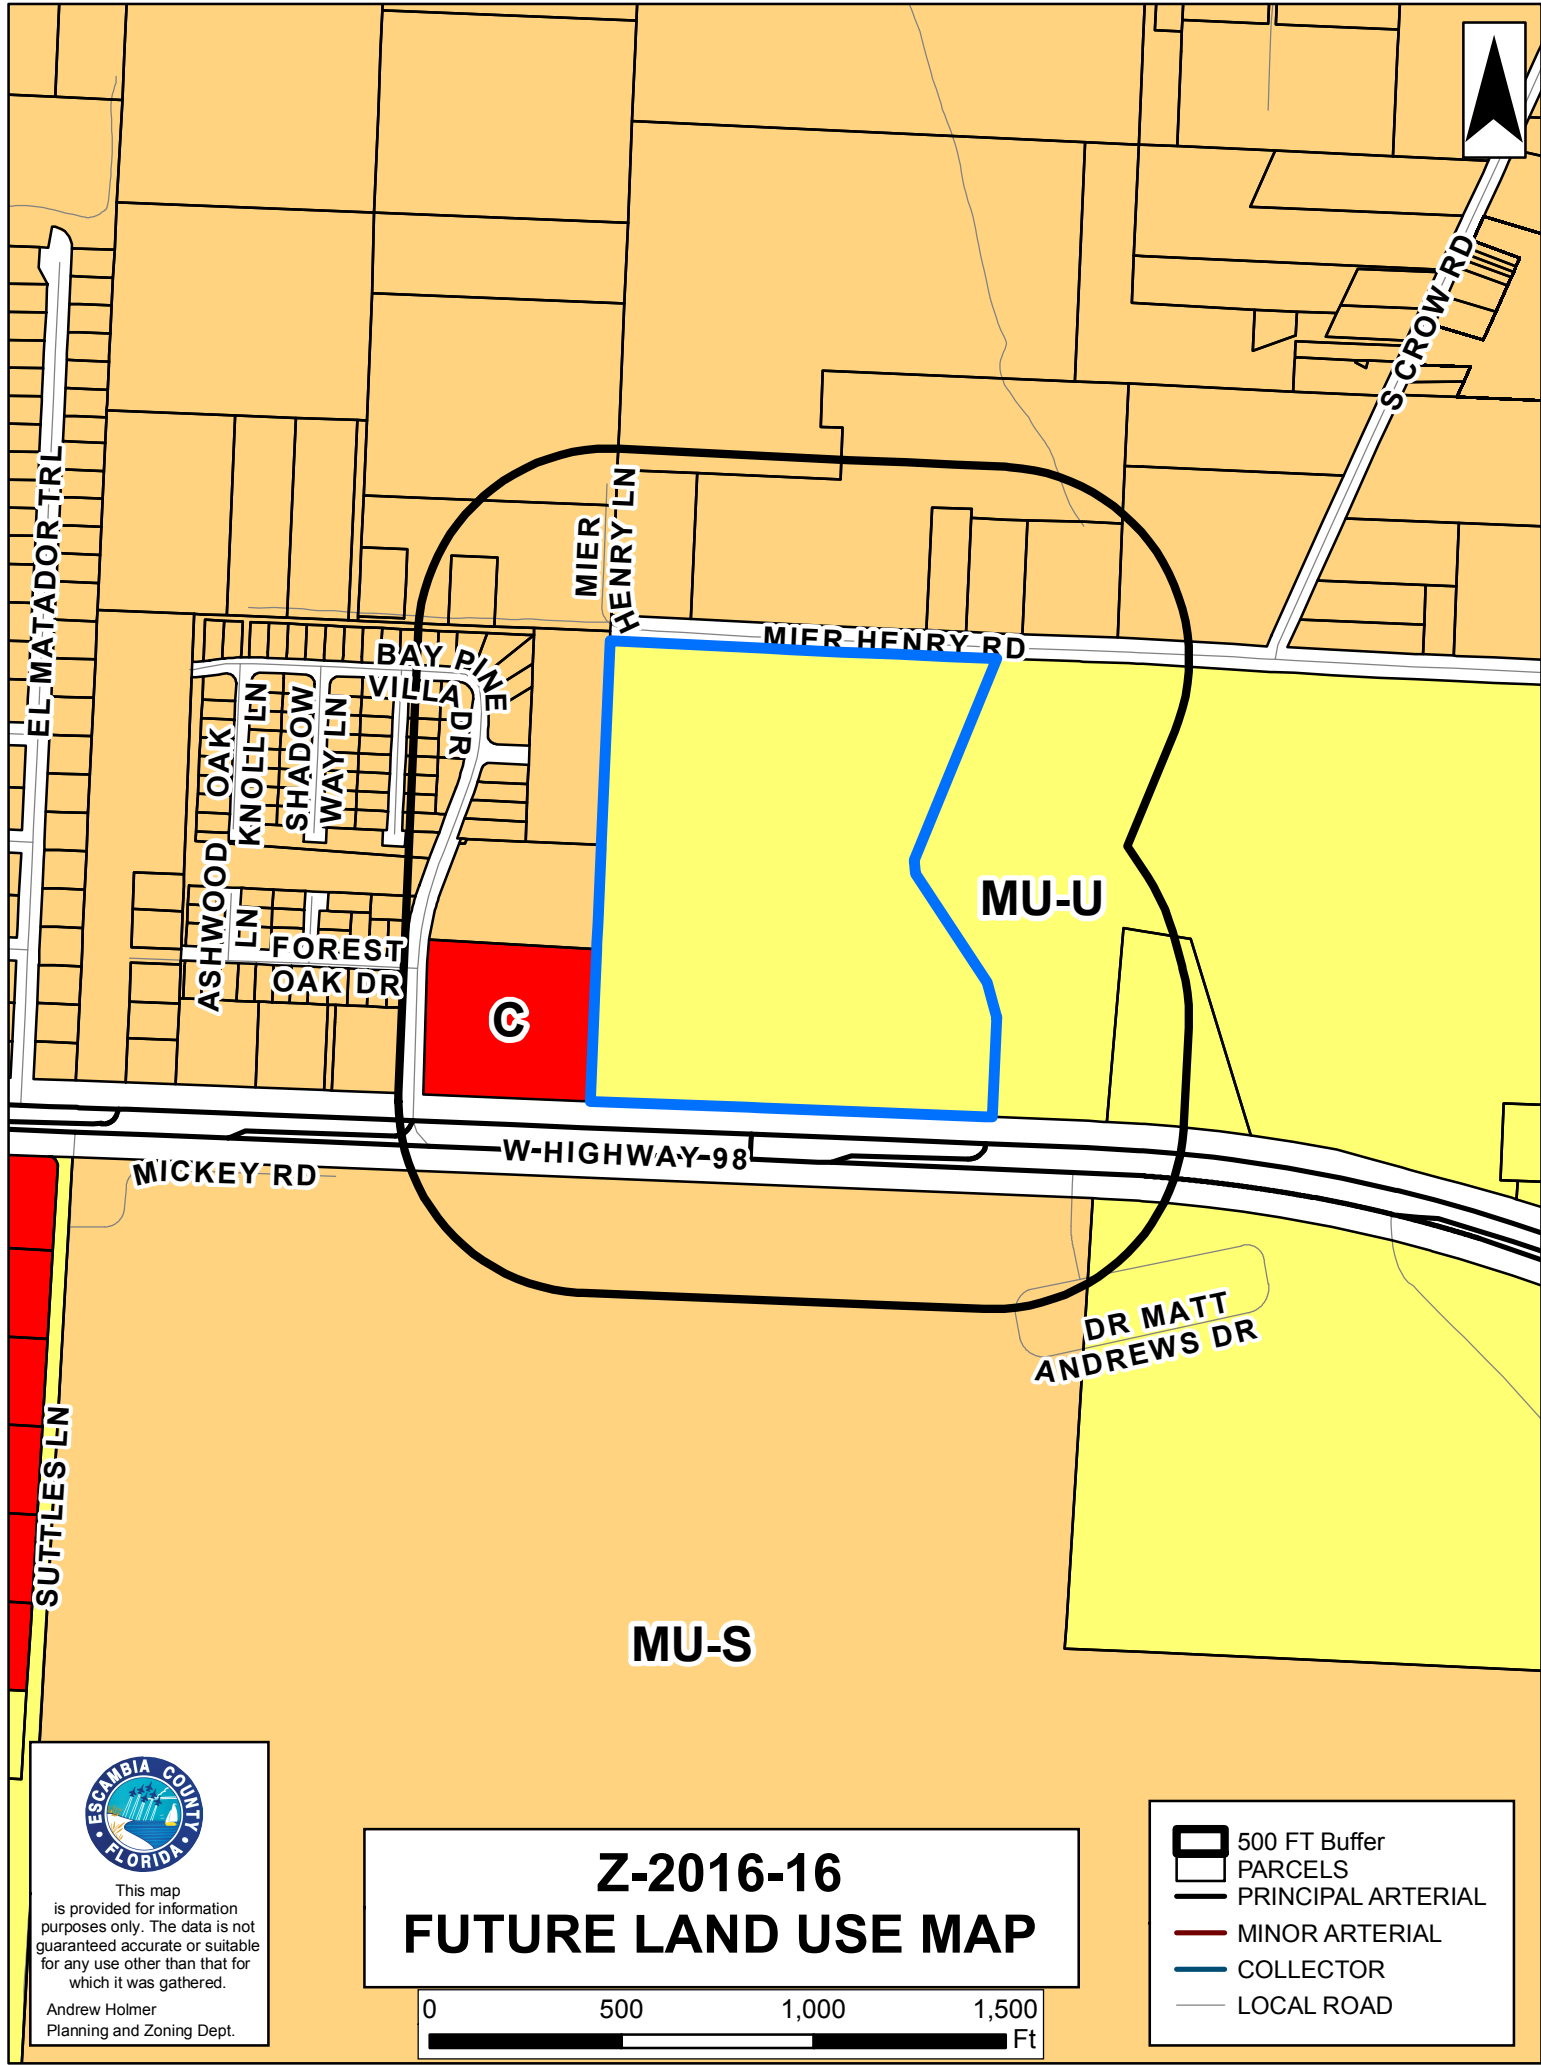 S CROW RD
EL MATADOR TRL
MIER
HENRY LN
MIER HENRY RD
BAY PINE
VILLA DR
ASHWOOD OAK
LN KNOLL LN
SHADOW
WAY LN
MU-U
FOREST
OAK DR
C
W HIGHWAY 98
MICKEY RD
DR MATT
ANDREWS DR
SUTTLES LN
MU-S
ESCAMBIA COUNTY
FLORIDA
This map
is provided for information
purposes only. The data is not
guaranteed accurate or suitable
for any use other than that for
which it was gathered.
Andrew Holmer
Planning and Zoning Dept.
Z-2016-16
FUTURE LAND USE MAP
0 500 1,000 1,500
Ft
500 FT Buffer
PARCELS
PRINCIPAL ARTERIAL
MINOR ARTERIAL
COLLECTOR
LOCAL ROAD